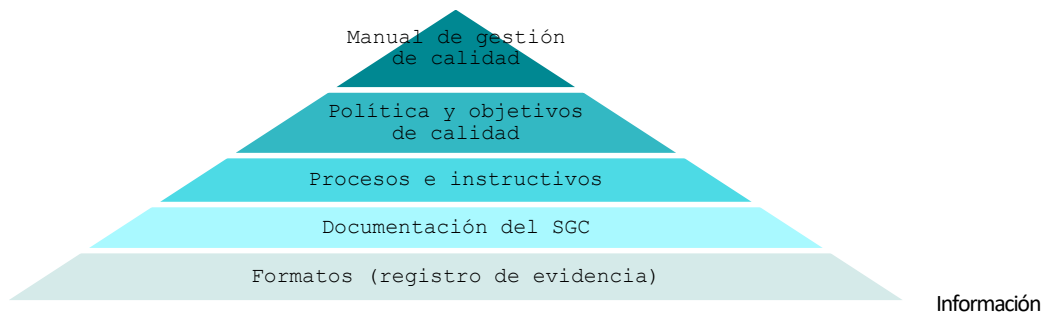 Manual de gestión
de calidad
Política y objetivos
de calidad
Procesos e instructivos
Documentación del SGC
Formatos (registro de evidencia)
Información